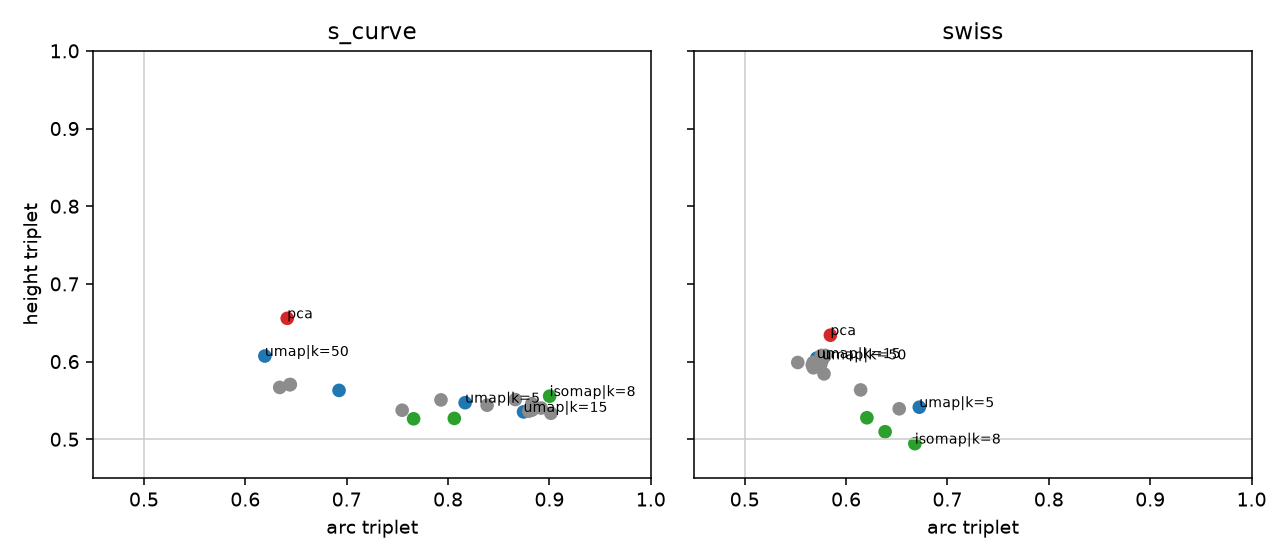 s_curve
swiss
1.0
0.9
0.8
0.7
0.6
0.5
height triplet
pca
umap|k=50
umap|k=5
isomap|k=8
umap|k=15
0.5
0.6
0.7
0.8
0.9
1.0
arc triplet
pca
umap|k=15
umap|k=50
umap|k=5
isomap|k=8
0.5
0.6
0.7
0.8
0.9
1.0
arc triplet